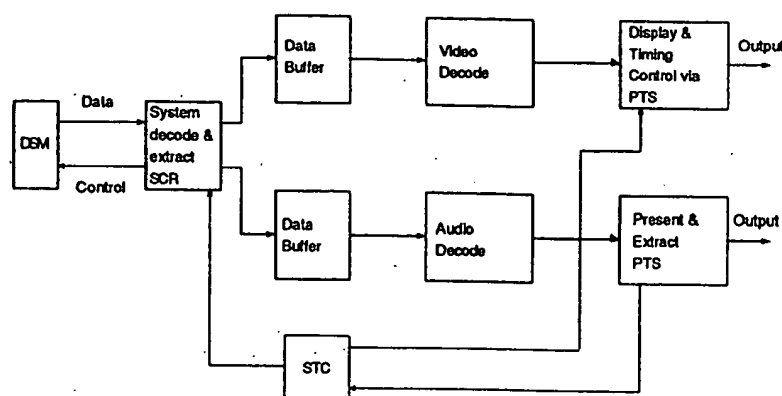 Data
Buffer
Video
Decode
Display &
Timing
Control via
PTS
Output
DSM
Data
Control
System
decode &
extract
SCR
Data
Buffer
Audio
Decode
Present &
Extract
PTS
Output
STC